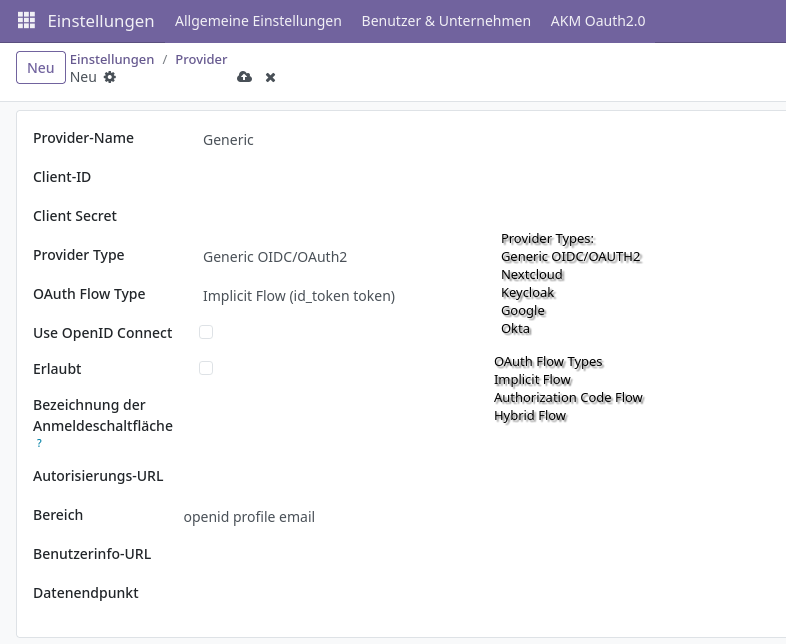 Einstellungen Allgemeine Einstellungen Benutzer & Unternehmen AKM Oauth2.0
Neu
Einstellungen / Provider
Neu
Provider-Name Generic
Client-ID
Client Secret
Provider Type Generic OIDC/OAuth2
OAuth Flow Type Implicit Flow (id_token token)
Use OpenID Connect
Erlaubt
Bezeichnung der
Anmeldeschaltfläche
?
Autorisierungs-URL
Bereich openid profile email
Benutzerinfo-URL
Datenendpunkt
Provider Types:
Generic OIDC/OAUTH2
Nextcloud
Keycloak
Google
Okta
OAuth Flow Types
Implicit Flow
Authorization Code Flow
Hybrid Flow